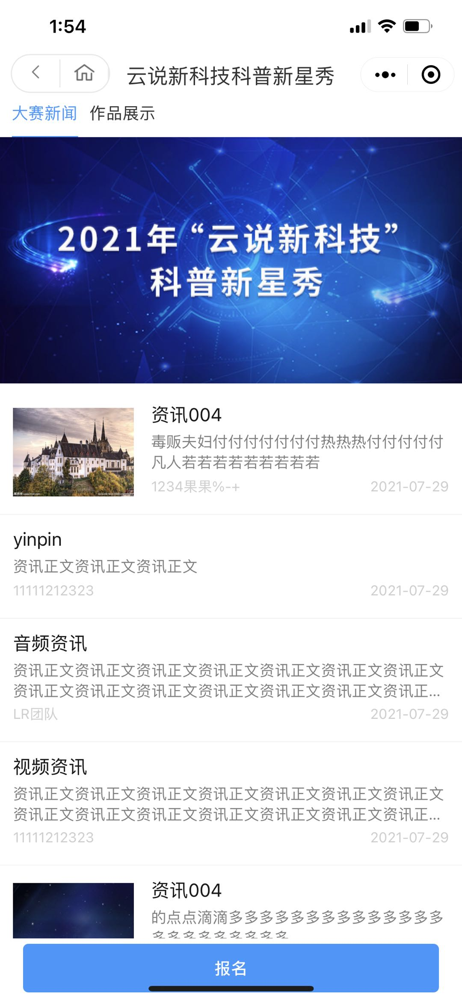 1:54
云说新科技科普新星秀
大赛新闻 作品展示
2021年“云说新科技”
科普新星秀
资讯004
毒贩夫妇付付付付付付付热热热付付付付付
凡人若若若若若若若若若
1234果果%-+ 2021-07-29
yinpin
资讯正文资讯正文资讯正文
11111212323 2021-07-29
音频资讯
资讯正文资讯正文资讯正文资讯正文资讯正文资讯正文资讯正文
资讯正文资讯正文资讯正文资讯正文资讯正文资讯正文资讯正...
LR团队 2021-07-29
视频资讯
资讯正文资讯正文资讯正文资讯正文资讯正文资讯正文资讯正文
资讯正文资讯正文资讯正文资讯正文资讯正文资讯正文资讯正...
11111212323 2021-07-29
资讯004
的点点滴滴多多多多多多多多多多多多多多
多多多多多多多多多
报名